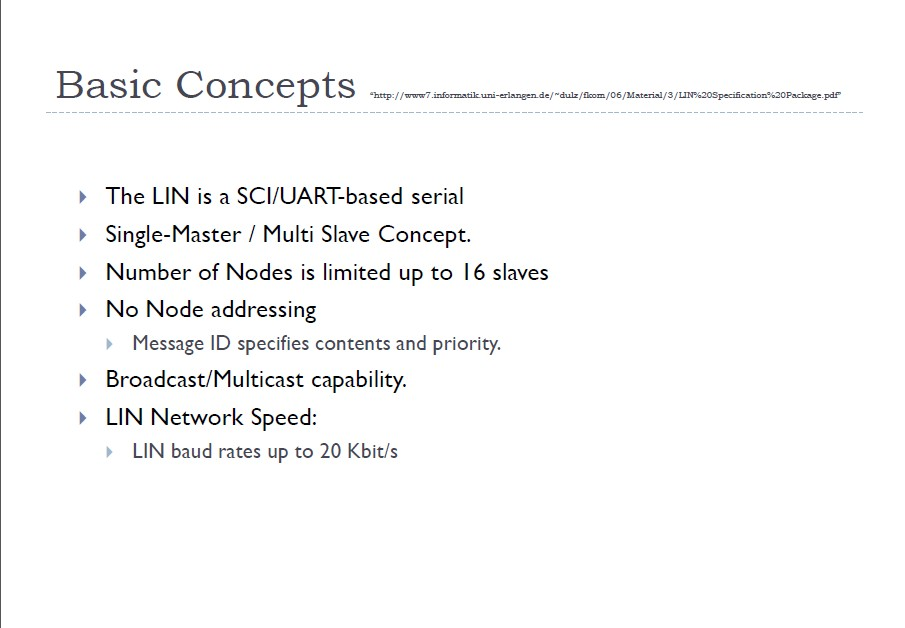 Basic Concepts "http://www7.informatik.uni-erlangen.de/~dulz/fkom/06/Material/3/LIN%20Specification%20Package.pdf"
The LIN is a SCI/UART-based serial
Single-Master / Multi Slave Concept.
Number of Nodes is limited up to 16 slaves
No Node addressing
Message ID specifies contents and priority.
Broadcast/Multicast capability.
LIN Network Speed:
LIN baud rates up to 20 Kbit/s